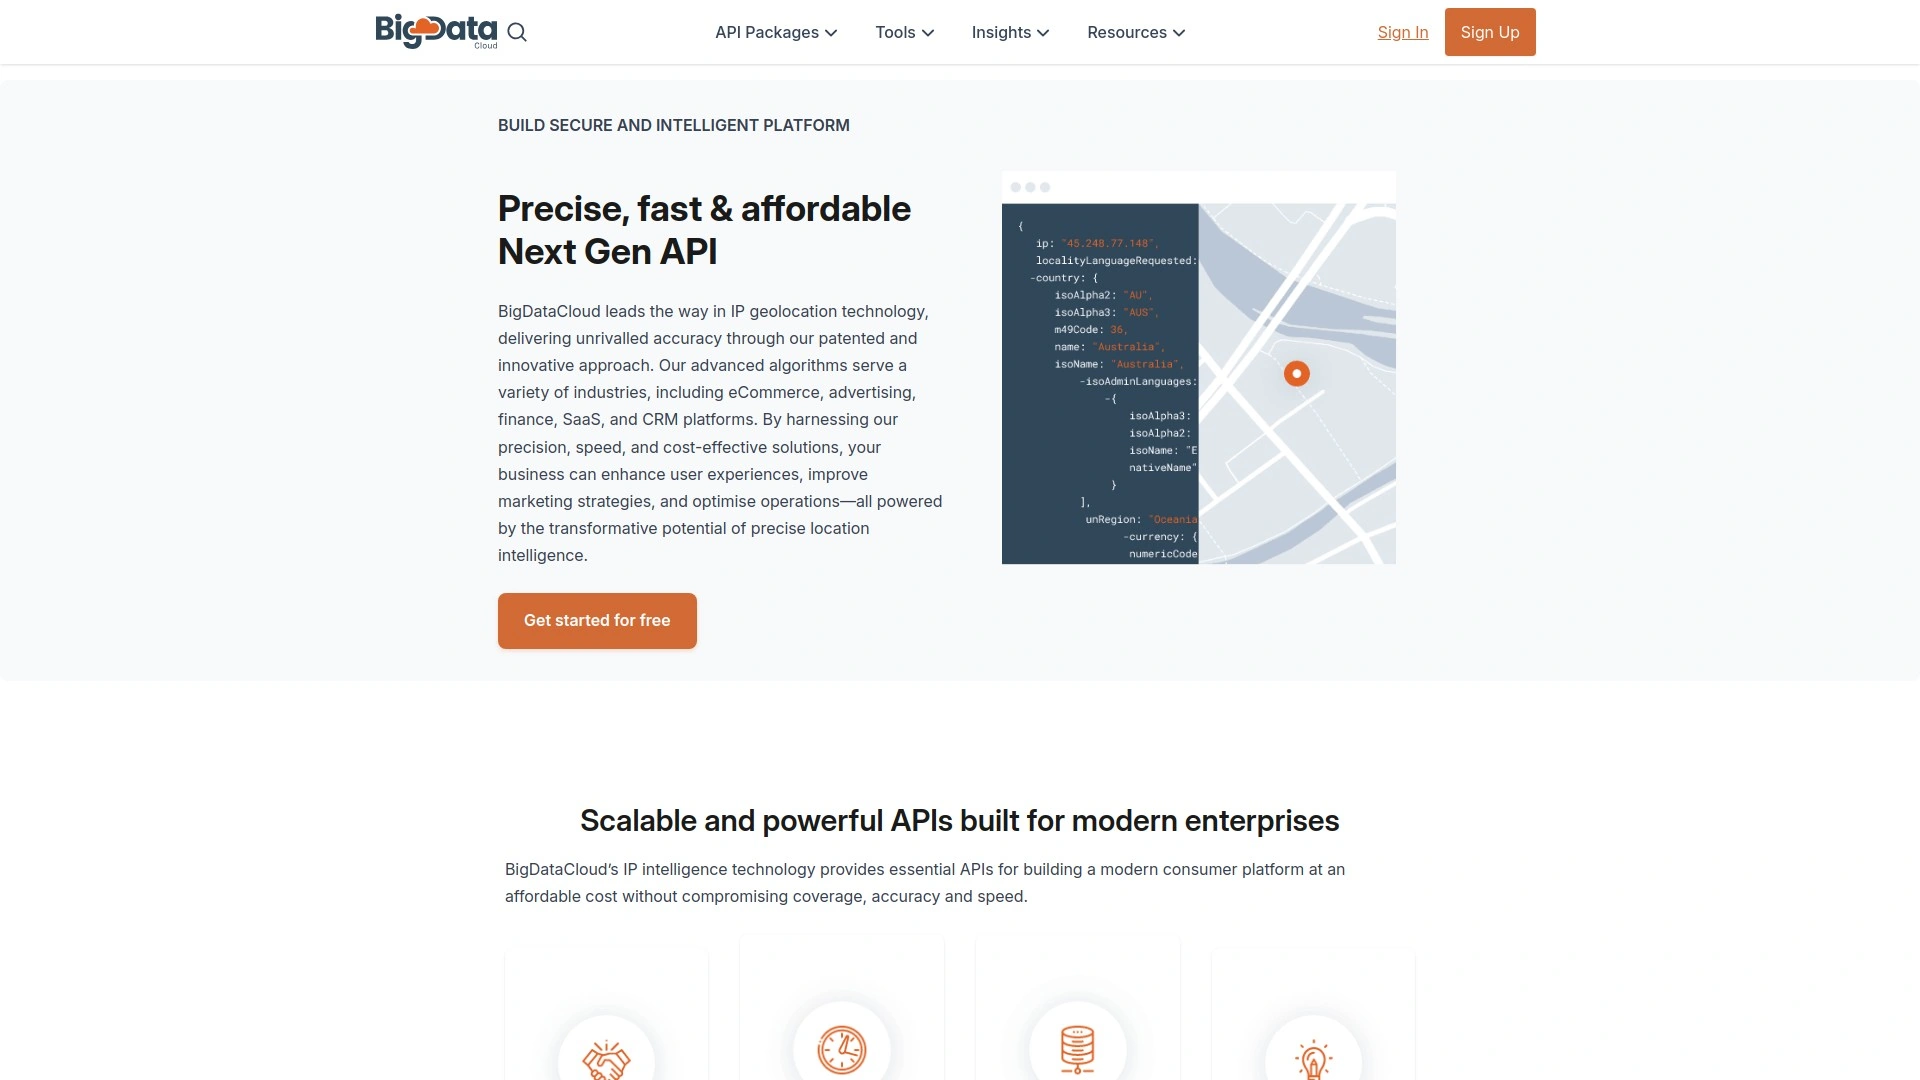 BigData
Cloud
API Packages
Tools
Insights
Resources
Sign In
Sign Up
BUILD SECURE AND INTELLIGENT PLATFORM
Precise, fast & affordable
Next Gen API
BigDataCloud leads the way in IP geolocation technology,
delivering unrivalled accuracy through our patented and
innovative approach. Our advanced algorithms serve a
variety of industries, including eCommerce, advertising,
finance, SaaS, and CRM platforms. By harnessing our
precision, speed, and cost-effective solutions, your
business can enhance user experiences, improve
marketing strategies, and optimise operations—all powered
by the transformative potential of precise location
intelligence.
Get started for free
{
ip: "45.248.77.148",
localityLanguageRequested:
-country: {
isoAlpha2: "AU",
isoAlpha3: "AUS",
m49Code: 36,
name: "Australia",
isoName: "Australia",
-isoAdminLanguages:
-{
isoAlpha3:
isoAlpha2:
isoName: "E
nativeName"
}
],
unRegion: "Oceania
-currency: {
numericCode
Scalable and powerful APIs built for modern enterprises
BigDataCloud’s IP intelligence technology provides essential APIs for building a modern consumer platform at an
affordable cost without compromising coverage, accuracy and speed.